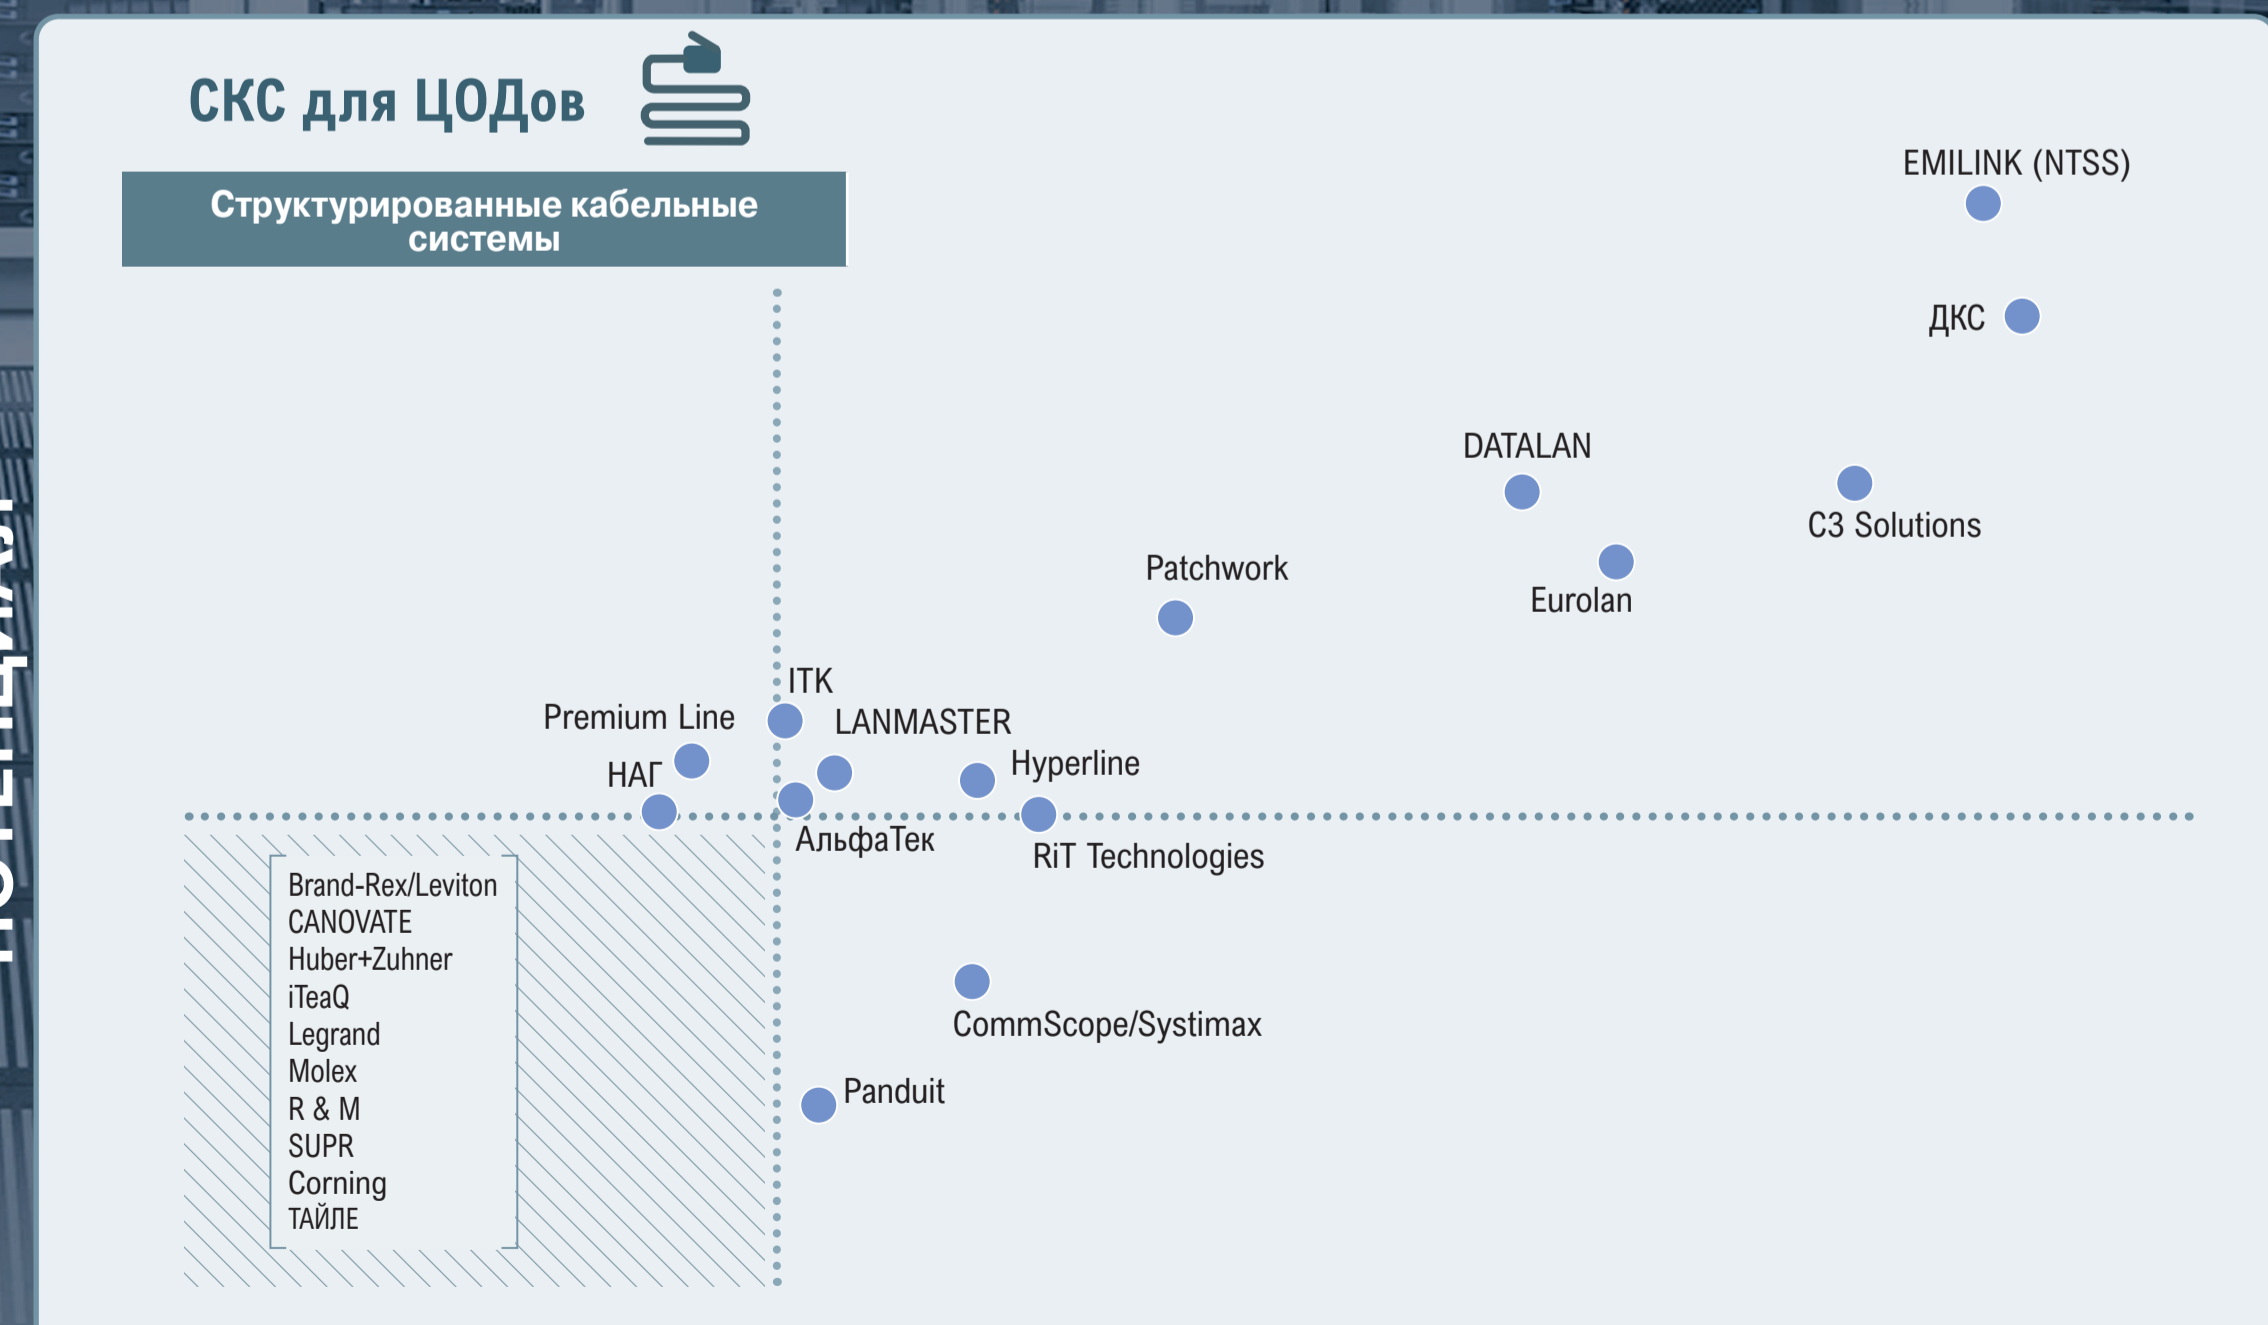 СКС для ЦОДов
Структурированные кабельные
системы
EMILINK (NTSS)
ДКС
DATALAN
C3 Solutions
Eurolan
Patchwork
ITK
Premium Line
LANMASTER
НАГ
Hyperline
АльфаТек
RiT Technologies
CommScope/Systimax
Panduit
Brand-Rex/Leviton
CANOVATE
Huber+Zuhner
iTeaQ
Legrand
Molex
R & M
SUPR
Corning
ТАЙЛЕ